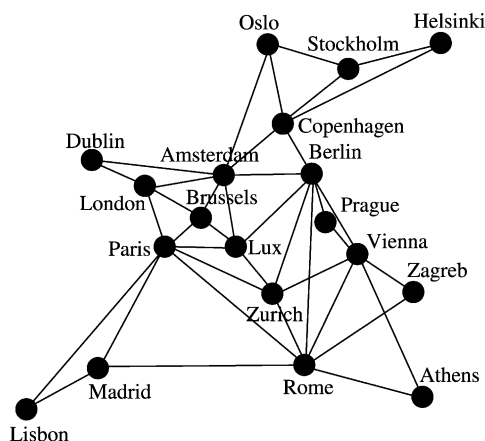 Oslo
Helsinki
Stockholm
Copenhagen
Dublin
Amsterdam
Berlin
London
Brussels
Prague
Paris
Lux
Vienna
Zagreb
Zurich
Madrid
Rome
Athens
Lisbon